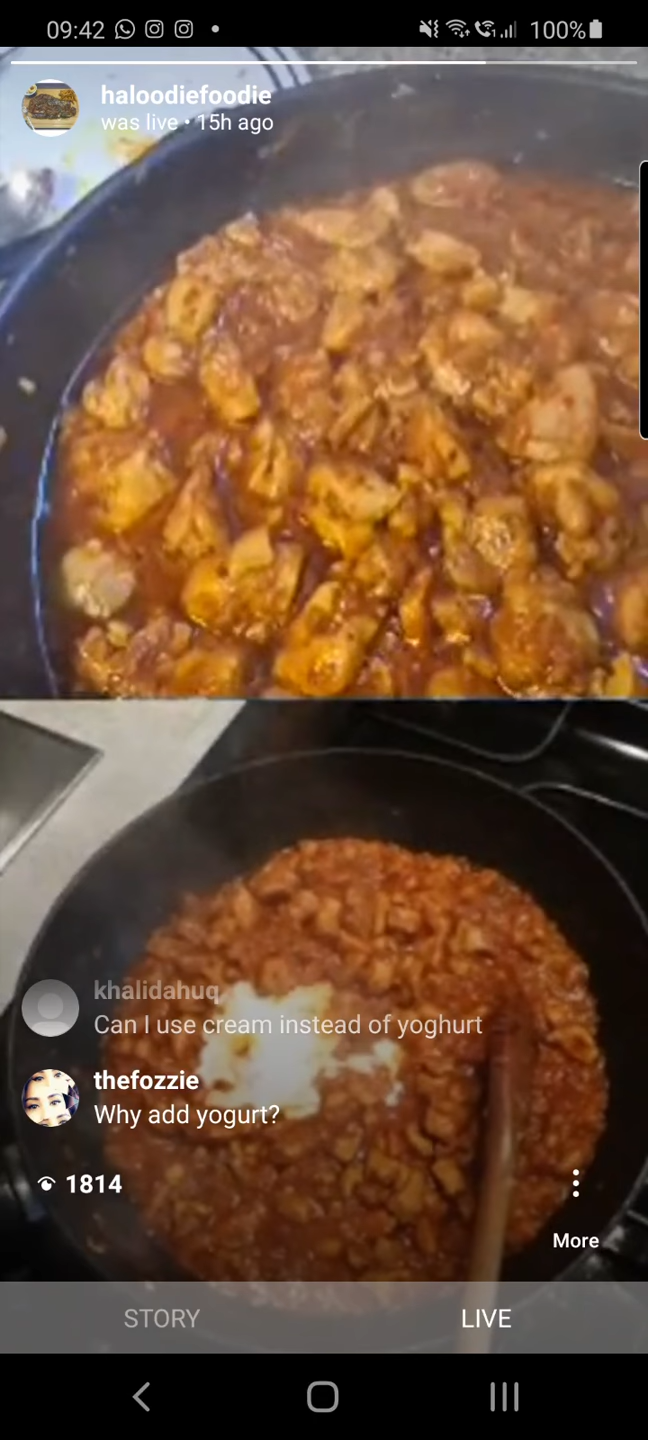 09:42 100%
haloodiefoodie
was live • 15h ago
khalidahuq
Can I use cream instead of yoghurt
thefozzie
Why add yogurt?
1814
More
STORY LIVE